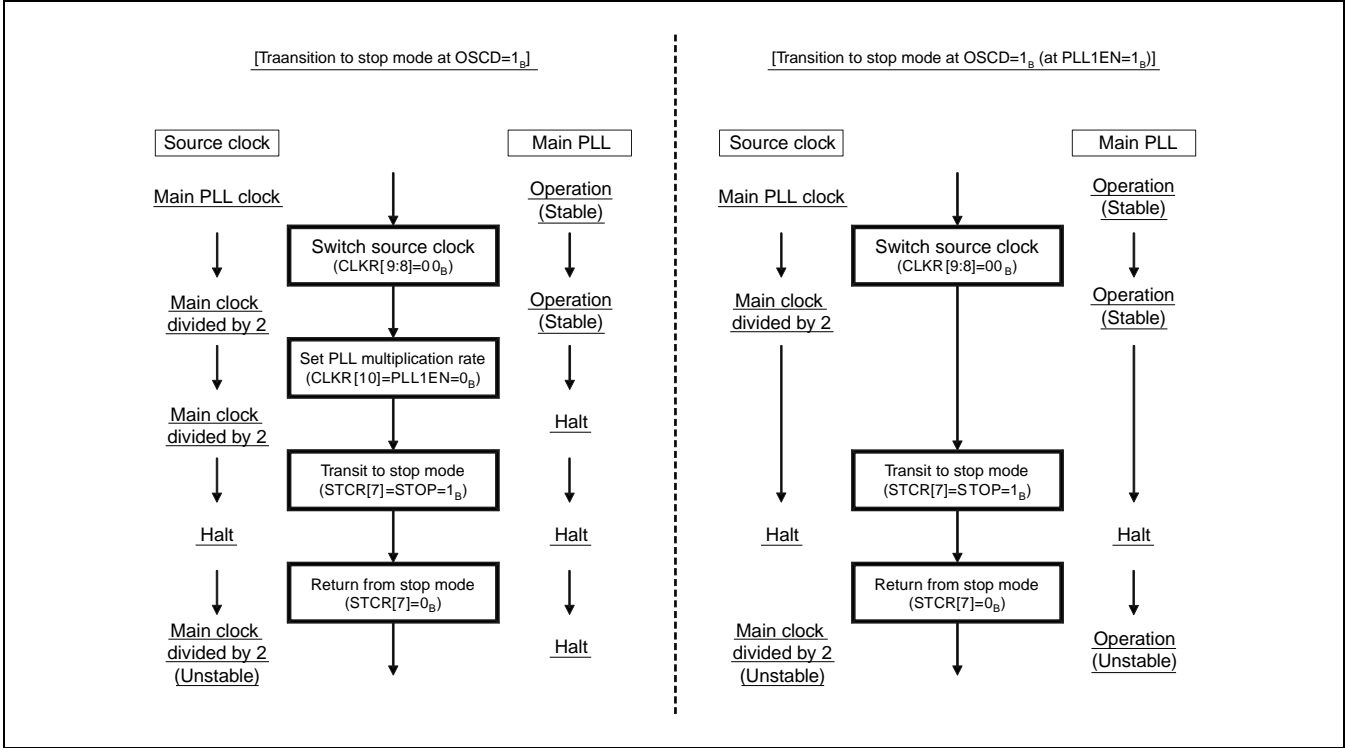 [Traansition to stop mode at OSCD=1B]
Source clock
Main PLL
Main PLL clock
Operation
(Stable)
Switch source clock
(CLKR[9:8]=00B)
Main clock
divided by 2
Operation
(Stable)
Set PLL multiplication rate
(CLKR[10]=PLL1EN=0B)
Main clock
divided by 2
Halt
Transit to stop mode
(STCR[7]=STOP=1B)
Halt
Halt
Return from stop mode
(STCR[7]=0B)
Main clock
divided by 2
(Unstable)
Halt
[Transition to stop mode at OSCD=1B (at PLL1EN=1B)]
Source clock
Main PLL
Main PLL clock
Operation
(Stable)
Switch source clock
(CLKR[9:8]=00B)
Main clock
divided by 2
Operation
(Stable)
Transit to stop mode
(STCR[7]=STOP=1B)
Halt
Halt
Return from stop mode
(STCR[7]=0B)
Main clock
divided by 2
(Unstable)
Operation
(Unstable)